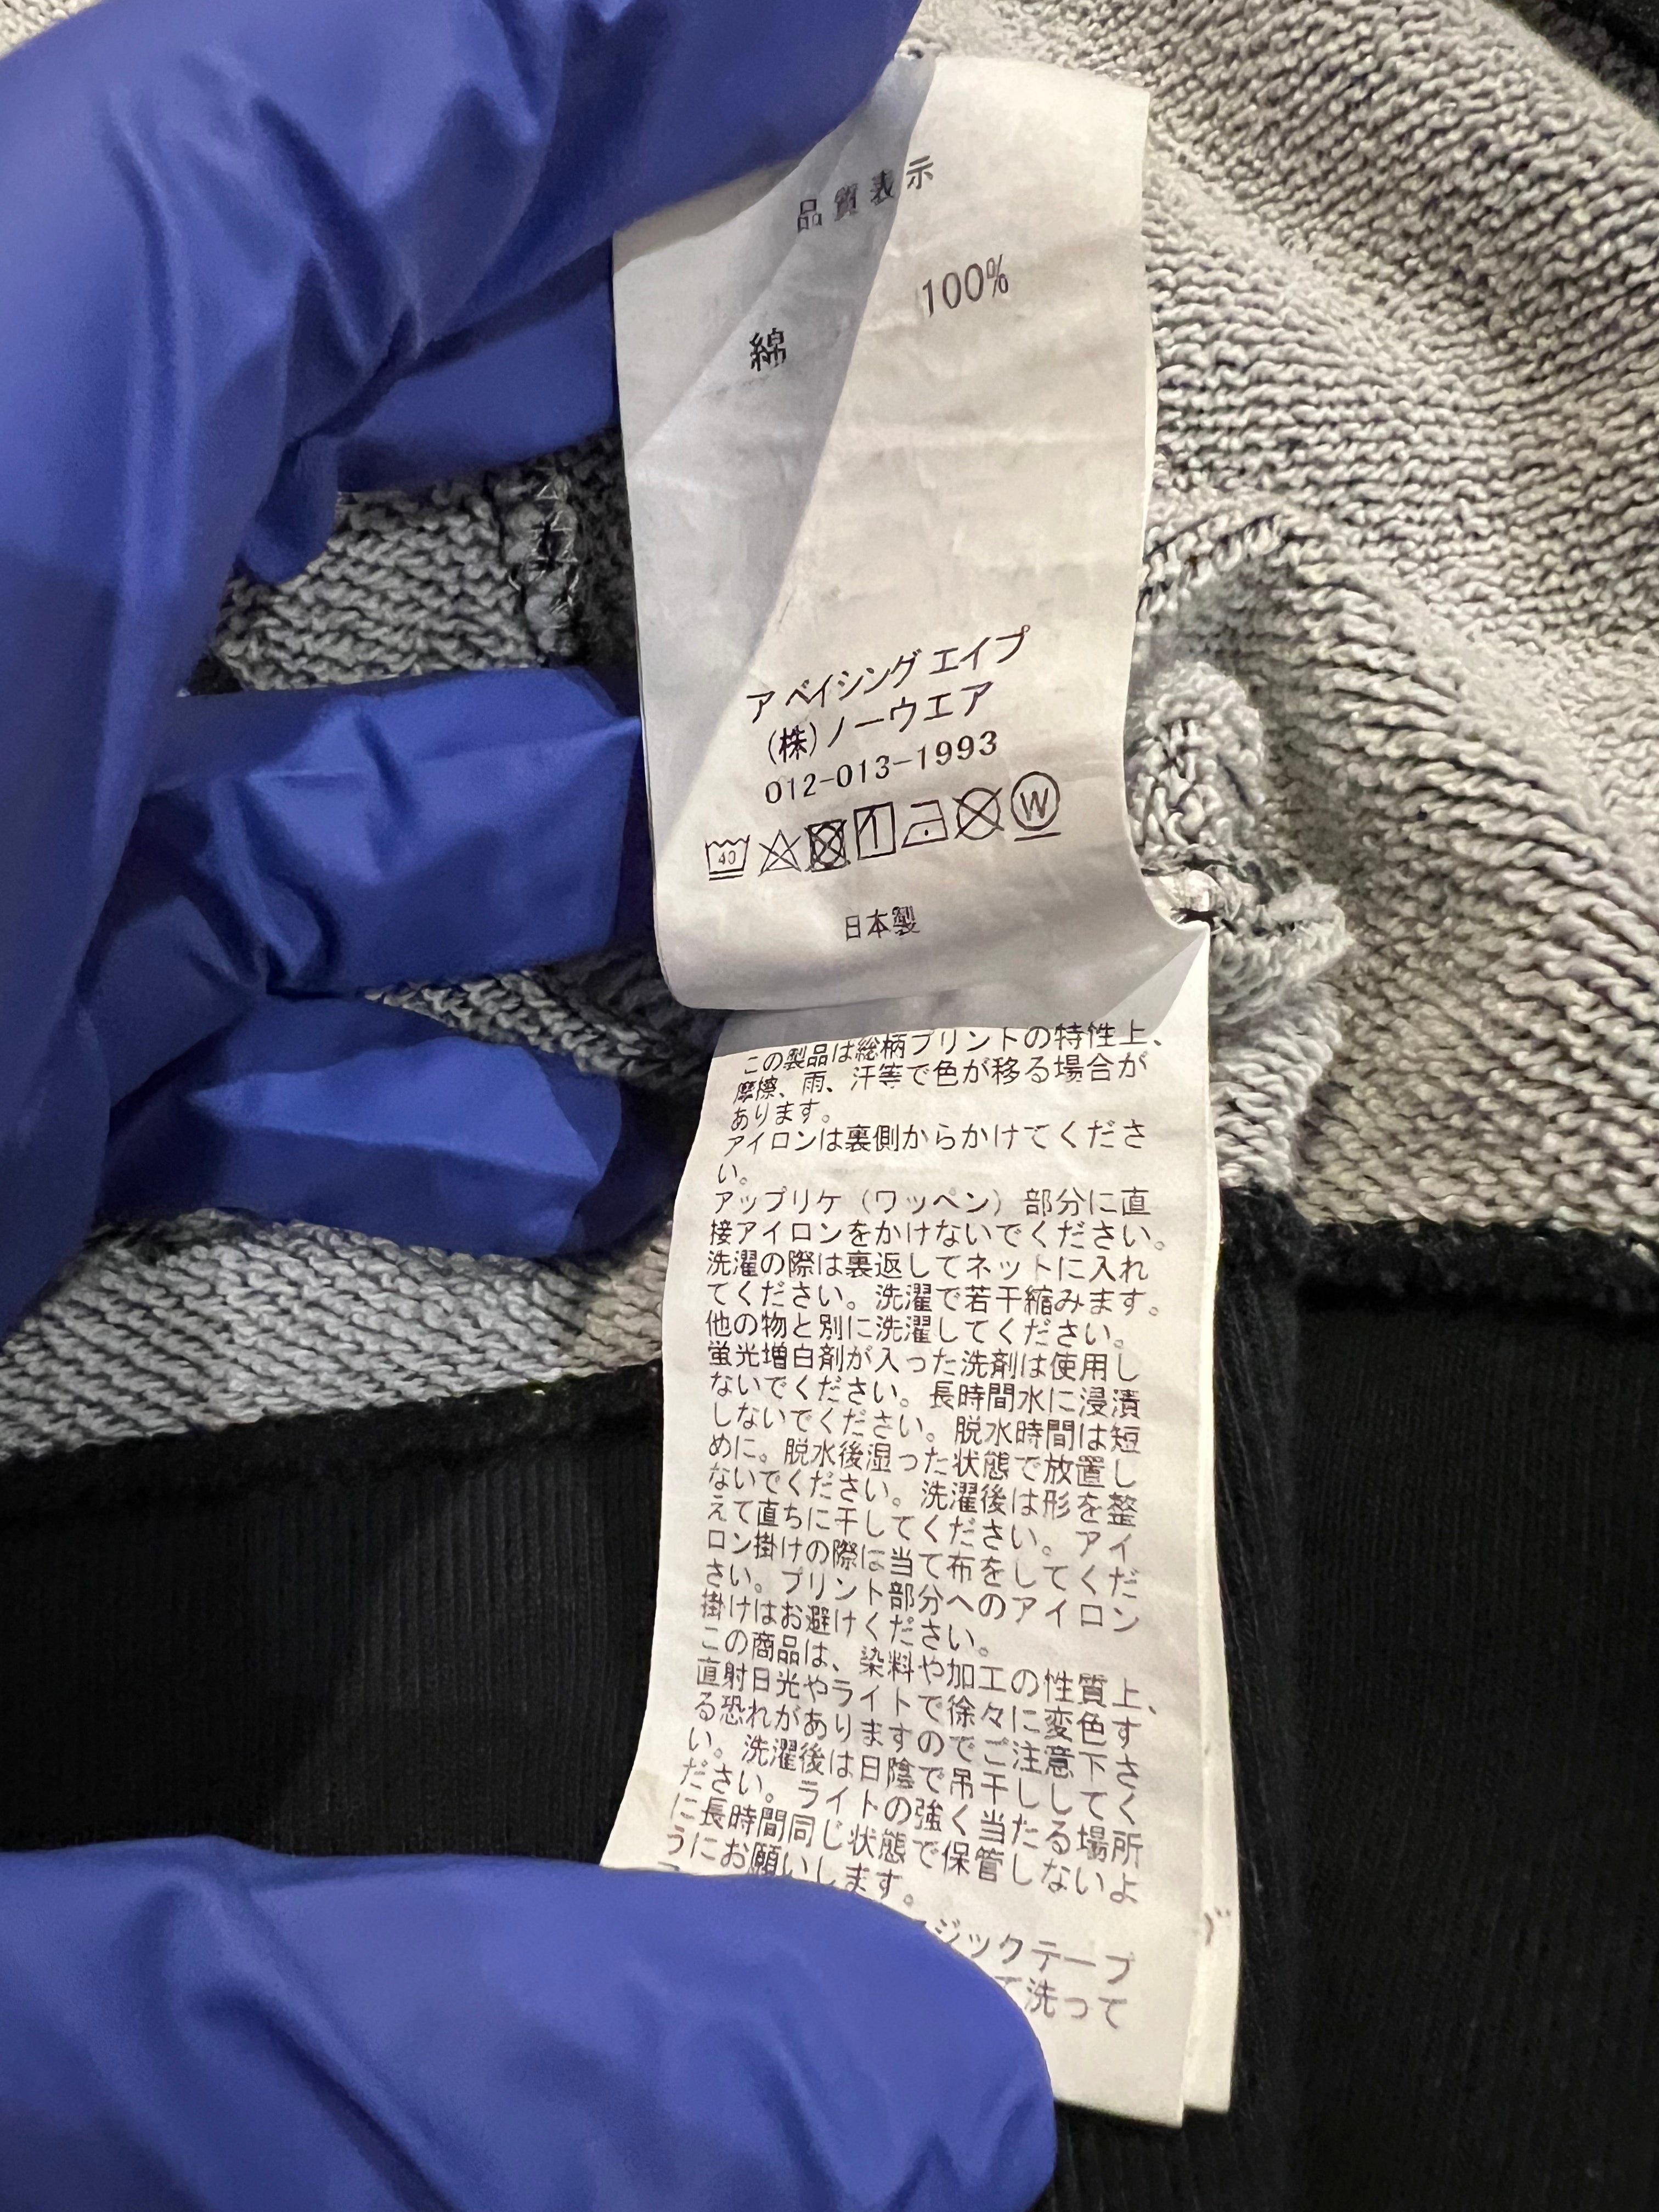 品質表示
綿 100%
ア ベイシング エイプ
(株)ノーウエア
012-013-1993
40
W
日本製
この製品は総柄プリントの特性上、
摩擦、雨、汗等で色が移る場合が
あります。
アイロンは裏側からかけてくださ
い。
アップリケ（ワッペン）部分に直
接アイロンをかけないでください。
洗濯の際は裏返してネットに入れ
てください。洗濯で若干縮みます。
他の物と別に洗濯してください。
蛍光増白剤が入った洗剤は使用し
ないでください。長時間水に浸漬
しないでください。脱水時間は短
めに。脱水後湿った状態で放置し
ないでください。洗濯後は形を整
えて直ちに干してください。アイ
ロン掛けの際は当て布をしてくだ
さい。プリント部分へのアイロン
掛けはお避けください。
この商品は、染料や加工の性質上、
直射日光やライトで徐々に変色す
る恐れがありますのでご注意下さ
い。洗濯後は日陰で吊干してく
ださい。ライトの強く当たる場所
に長時間同じ状態で保管しないよ
うにお願いします。
ジックテープ
て洗って